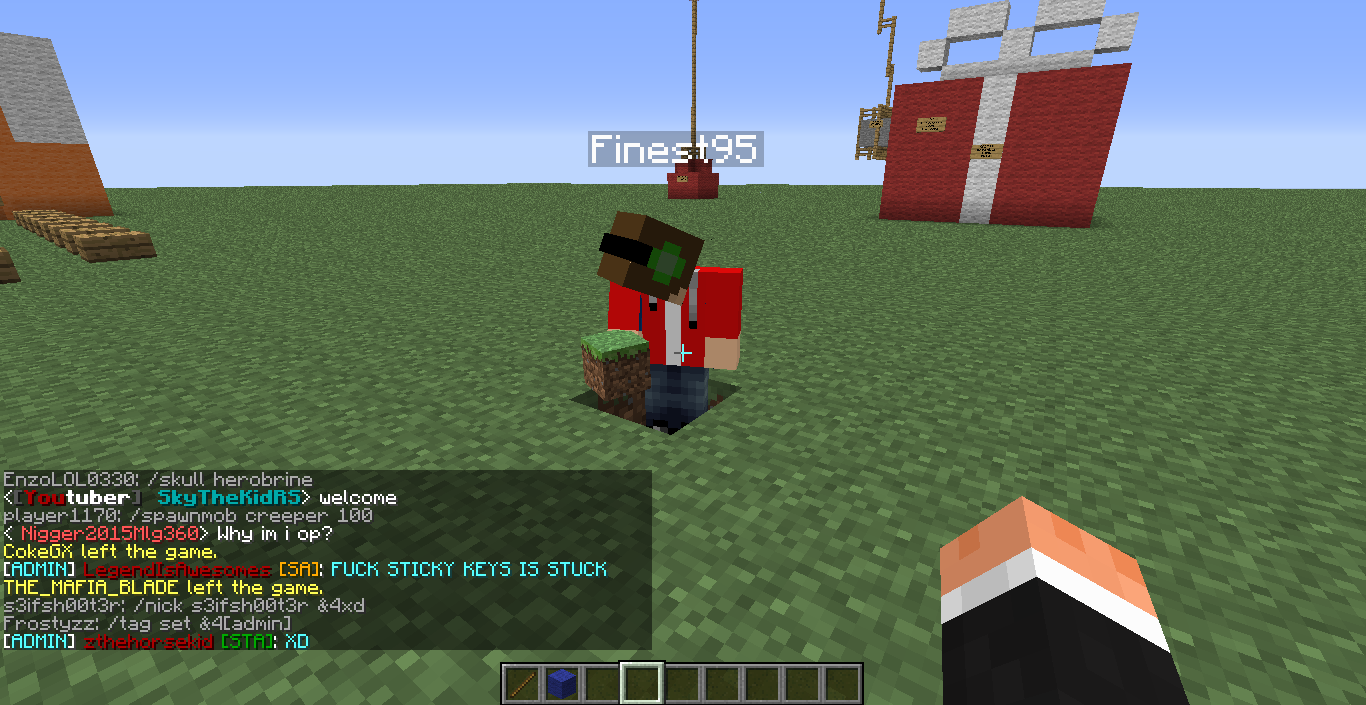 Finest95
EnzoLOL0330: /skull herobrine
<[Youtuber] SkyTheKidRS> welcome
player1170: /spawnmob creeper 100
< Nigger2015Mlg360> Why im i op?
CokeGX left the game.
[ADMIN] LegendIsAwesomes [SA]: FUCK STICKY KEYS IS STUCK
THE_MAFIA_BLADE left the game.
s3ifsh00t3r: /nick s3ifsh00t3r &4xd
Frostyzz: /tag set &4[admin]
[ADMIN] zthehorsekid [STA]: XD